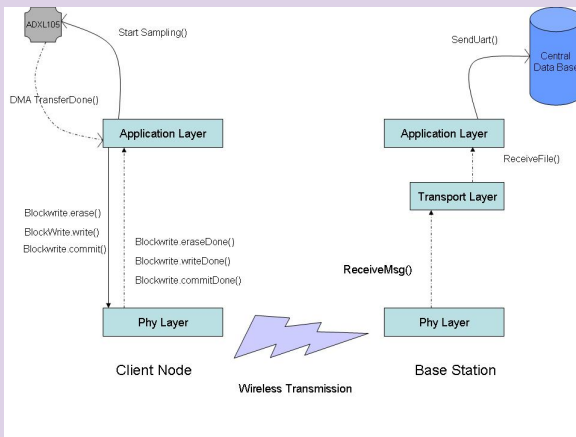 ADXL105
Start Sampling()
DMA TransferDone()
Application Layer
Blockwrite.erase()
BlockWrite.write()
Blockwrite.commit()
Blockwrite.eraseDone()
Blockwrite.writeDone()
Blockwrite.commitDone()
Phy Layer
Client Node
Wireless Transmission
SendUart()
Central
Data Base
Application Layer
ReceiveFile()
Transport Layer
ReceiveMsg()
Phy Layer
Base Station